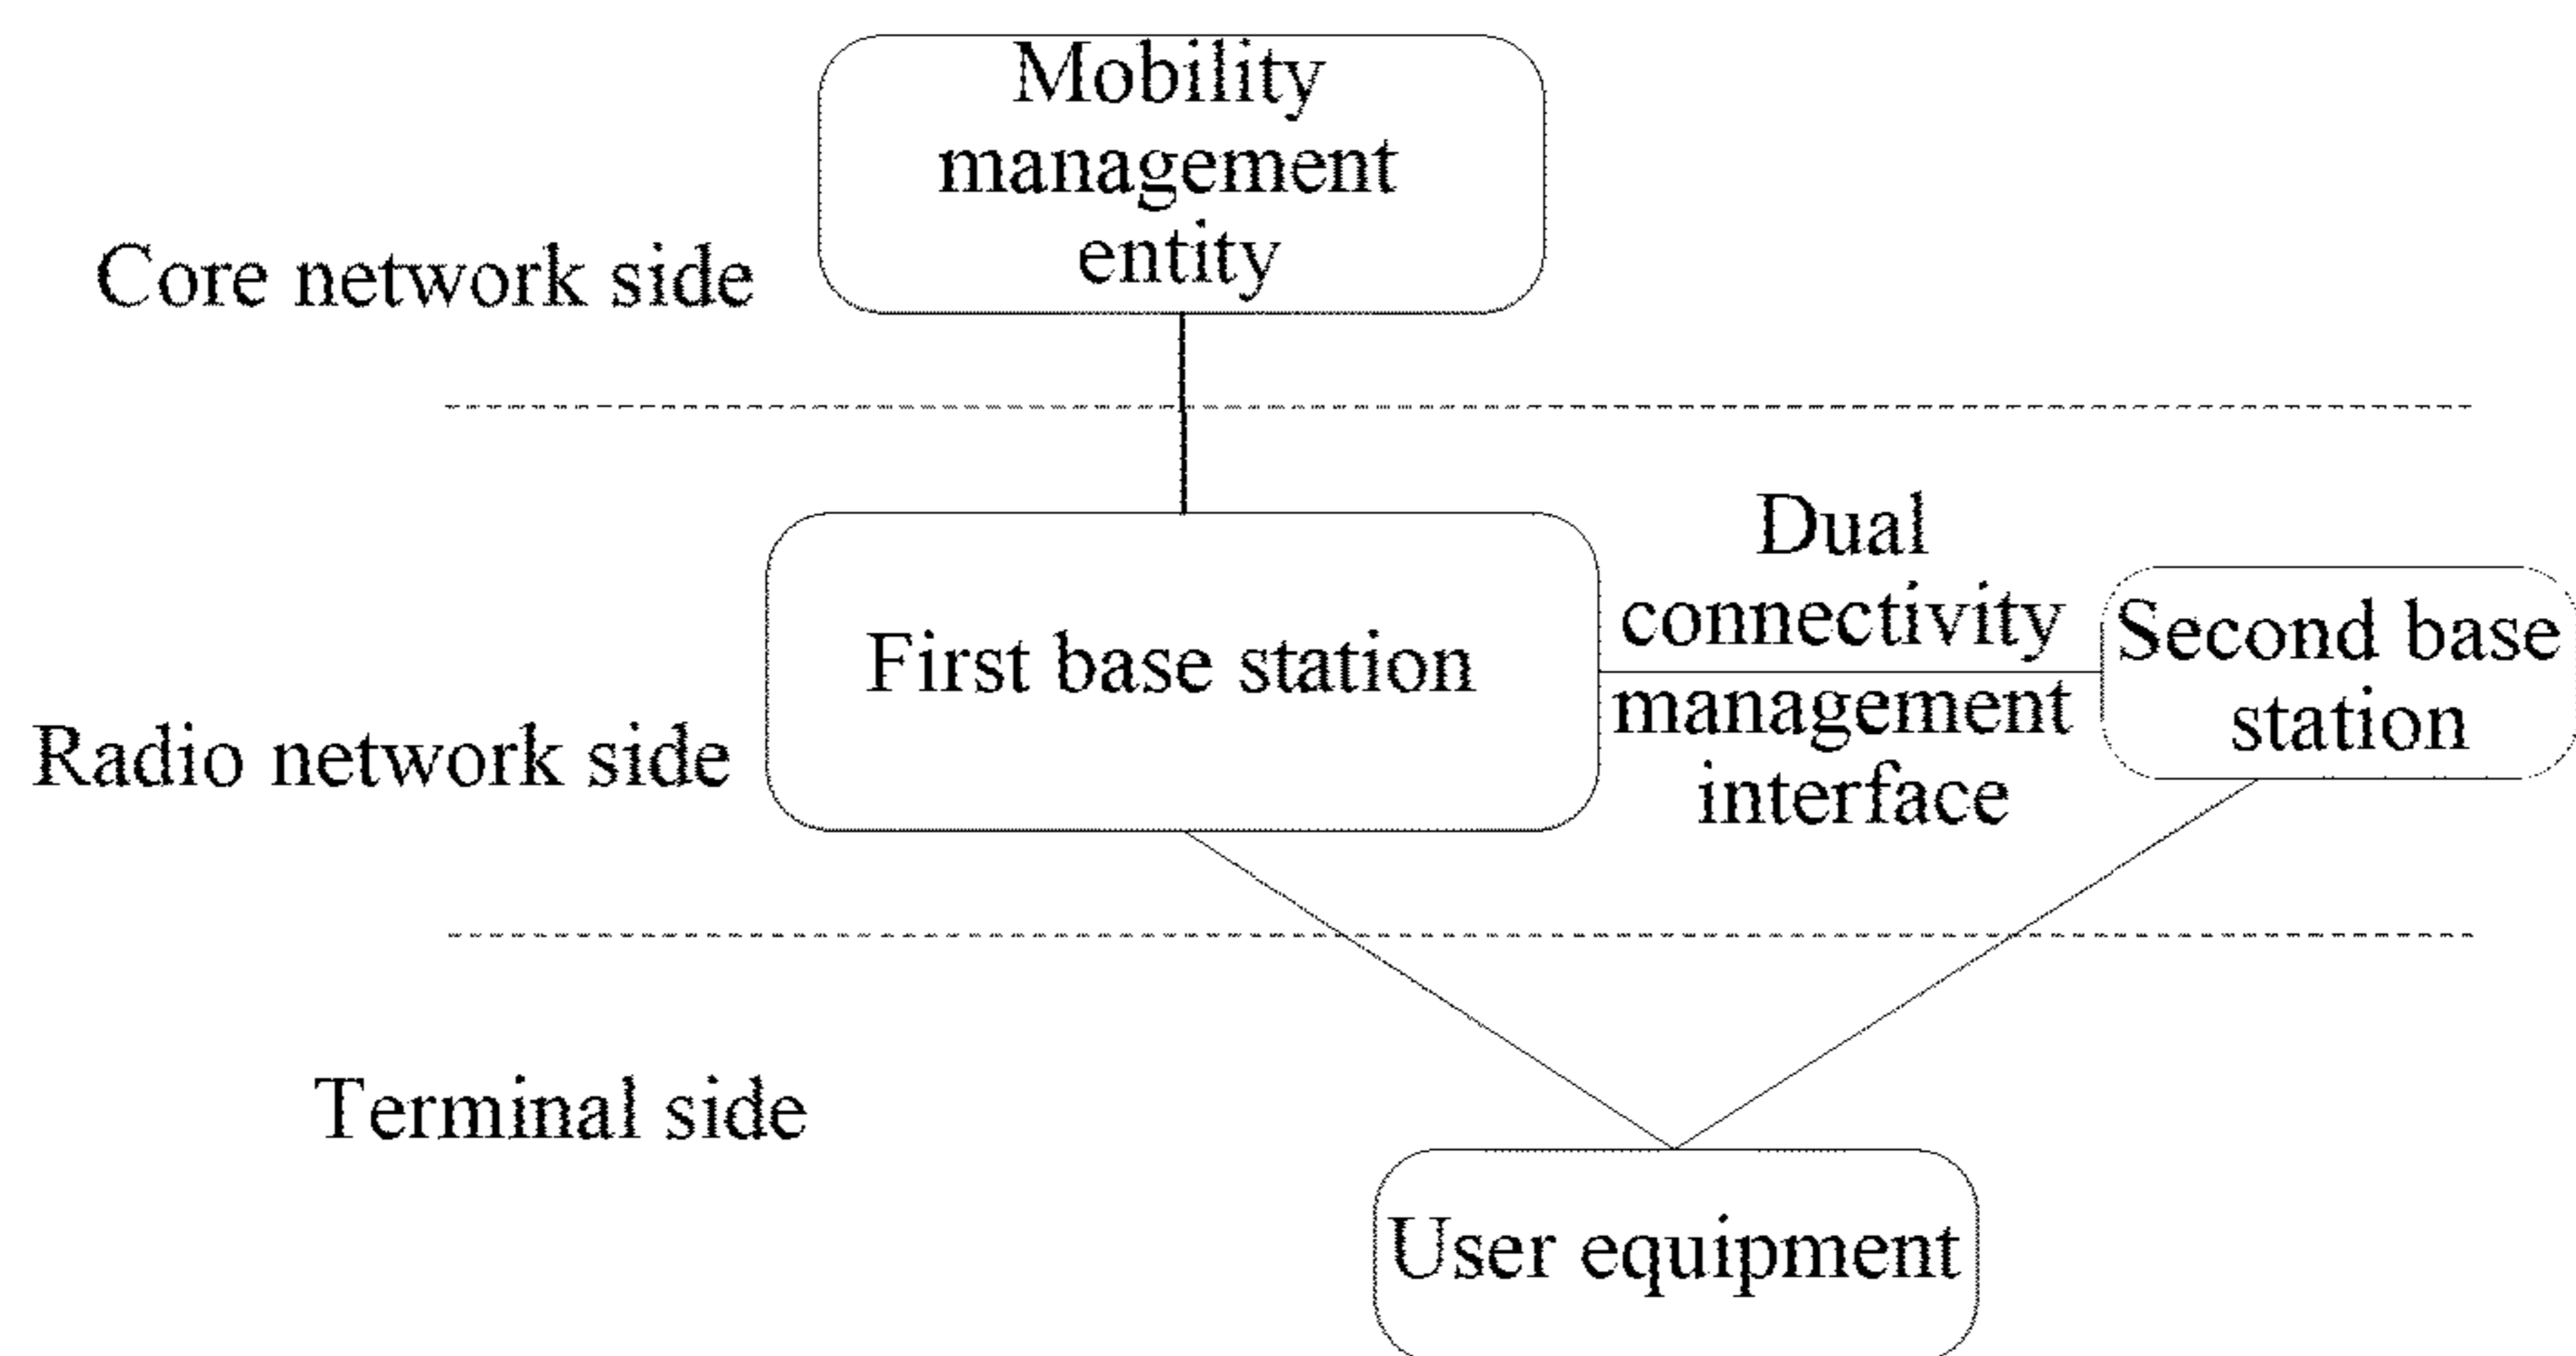 Mobility
management
entity
Core network side
Dual
connectivity
management
interface
First base station
Second base
station
Radio network side
Terminal side
User equipment